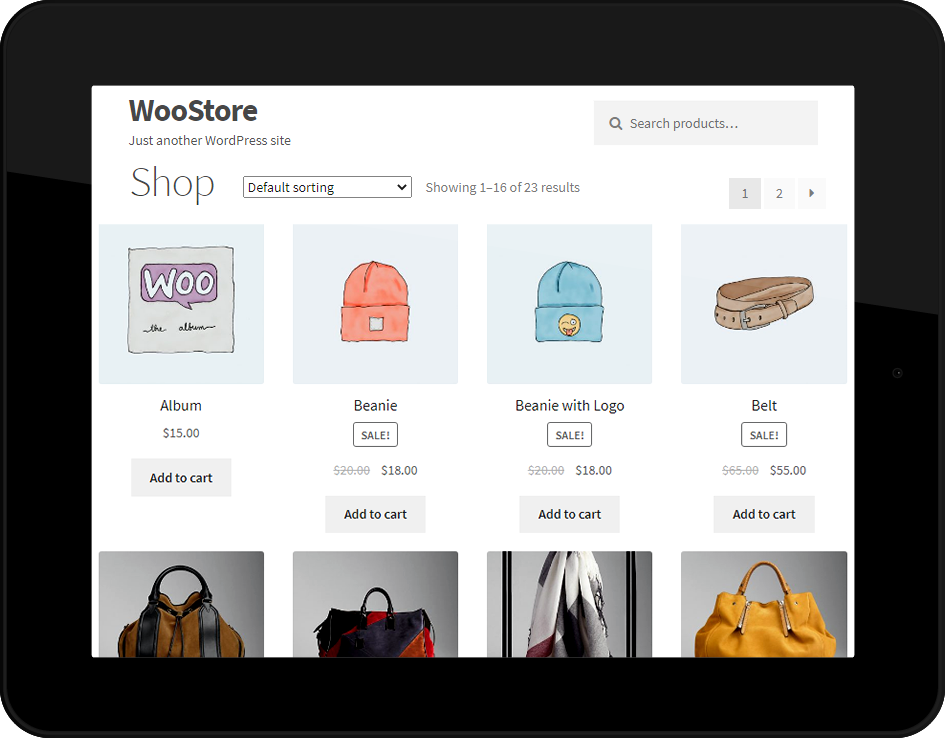 WooStore
Just another WordPress site
Search products…
Shop
Default sorting
Showing 1–16 of 23 results
1 2
WOO
the album
Album
$15.00
Add to cart
Beanie
SALE!
$20.00 $18.00
Add to cart
Beanie with Logo
SALE!
$20.00 $18.00
Add to cart
Belt
SALE!
$65.00 $55.00
Add to cart